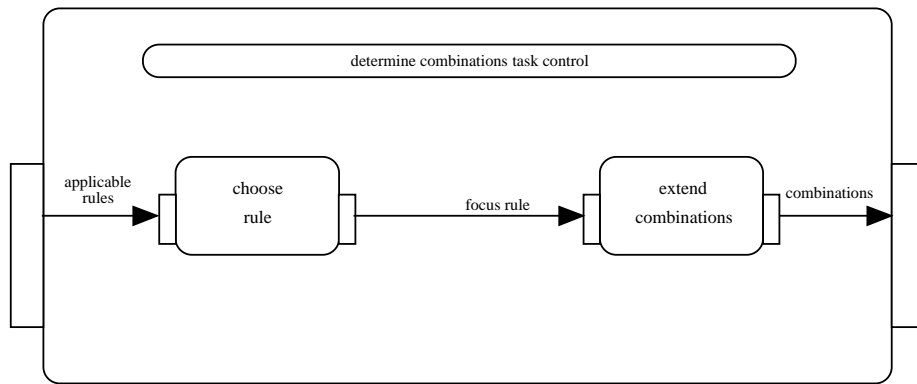 determine combinations task control
applicable
rules
choose
rule
focus rule
extend
combinations
combinations